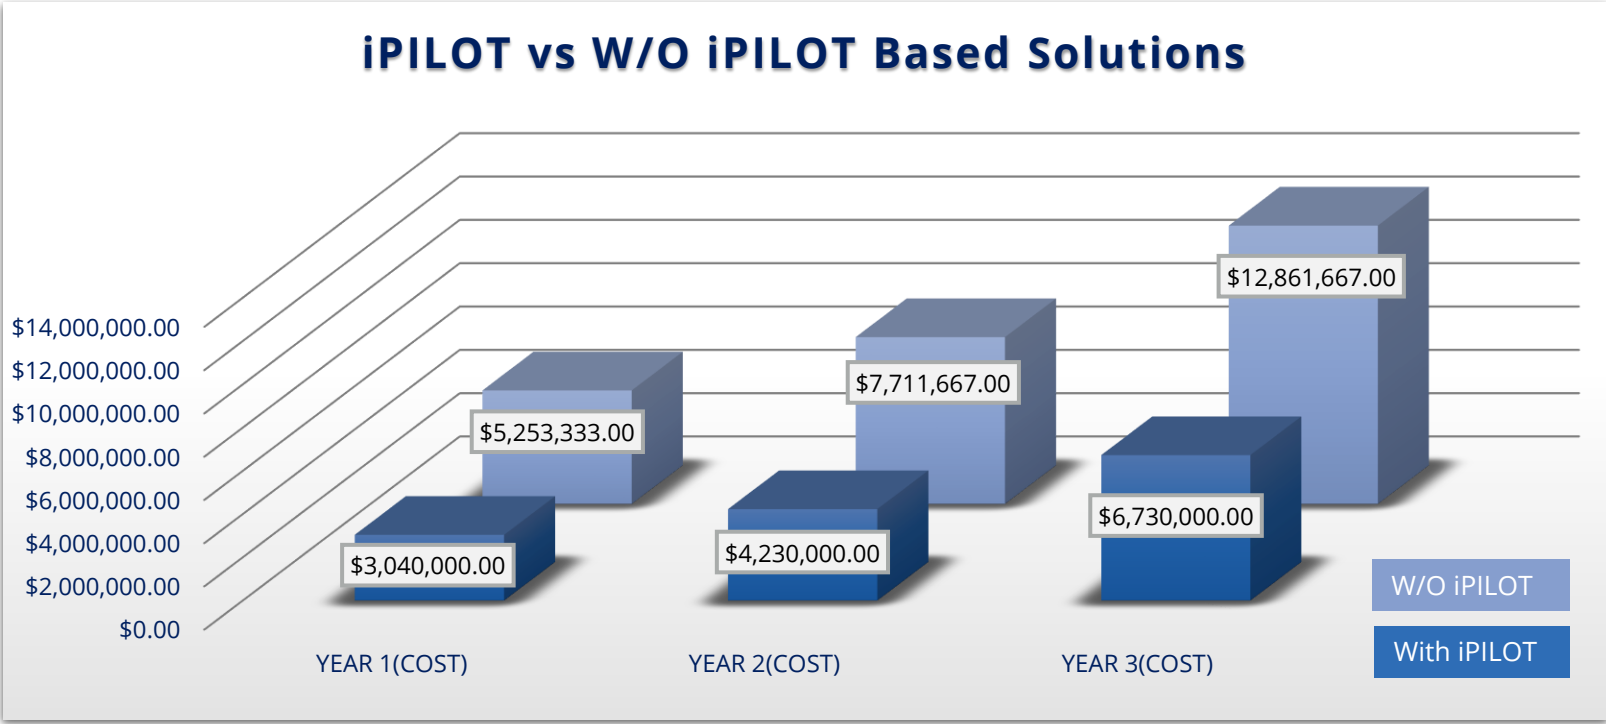 iPILOT vs W/O iPILOT Based Solutions
$14,000,000.00
$12,000,000.00
$10,000,000.00
$8,000,000.00
$6,000,000.00
$4,000,000.00
$2,000,000.00
$0.00
$12,861,667.00
$7,711,667.00
$5,253,333.00
$6,730,000.00
$4,230,000.00
$3,040,000.00
YEAR 1(COST)
YEAR 2(COST)
YEAR 3(COST)
W/O iPILOT
With iPILOT